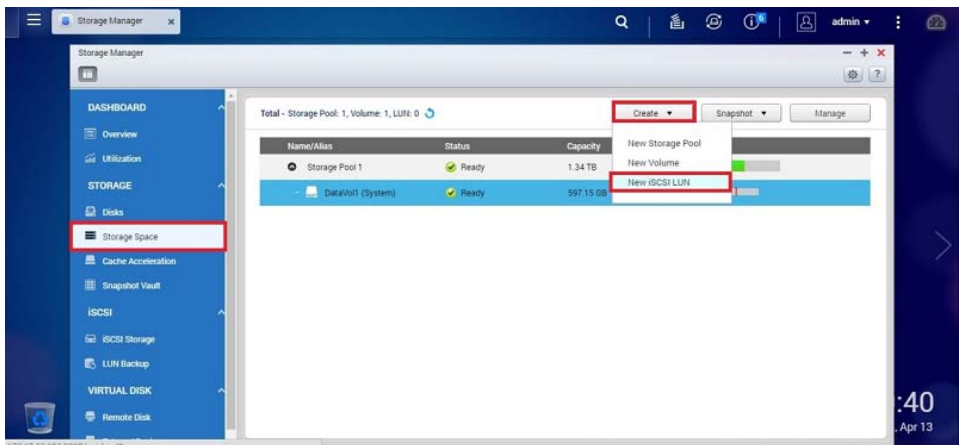 Storage Manager
6
admin
Storage Manager
?
DASHBOARD
Overview
Utilization
STORAGE
Disks
Storage Space
Cache Acceleration
Snapshot Vault
iSCSI
iSCSI Storage
LUN Backup
VIRTUAL DISK
Remote Disk
Total - Storage Pool: 1, Volume: 1, LUN: 0
Create
Snapshot
Manage
Name/Alias Status Capacity
Storage Pool 1 Ready 1.34 TB
DataVol1 (System) Ready 597.15 GB
New Storage Pool
New Volume
New iSCSI LUN
:40
Apr 13